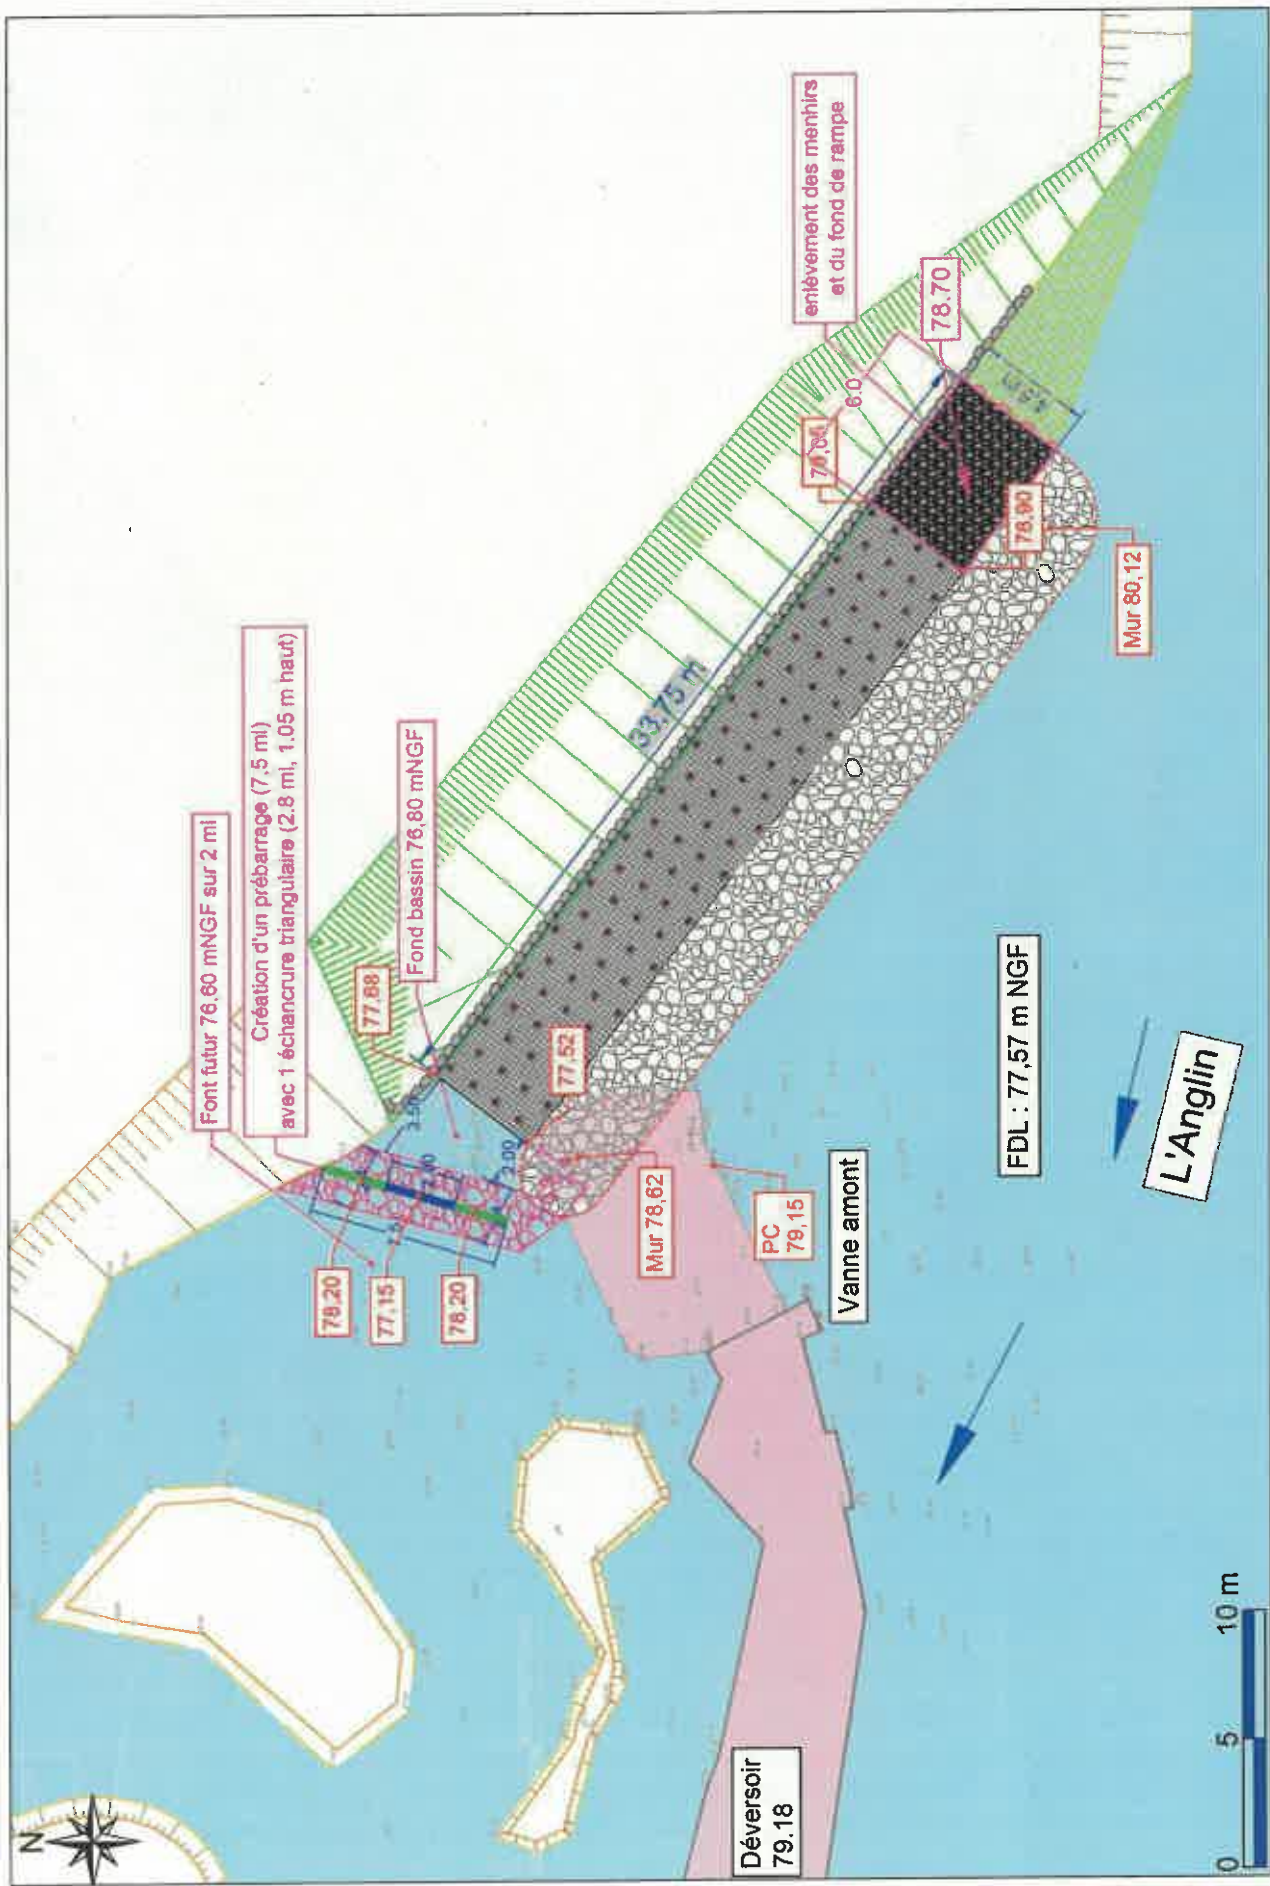 N
Font futur 76,60 mNGF sur 2 ml
Création d'un prébarrage (7,5 ml)
avec 1 échancrure triangulaire (2.8 ml, 1.05 m haut)
Fond bassin 76,80 mNGF
enlèvement des menhirs
et du fond de rampe
77,68
78.70
6.0
33.75 m
78,20
77,15
78,20
2.00
77,52
78.90
Mur 80,12
Mur 78,62
PC
79,15
Vanne amont
FDL : 77,57 m NGF
L'Anglin
Déversoir
79.18
0 5 10 m